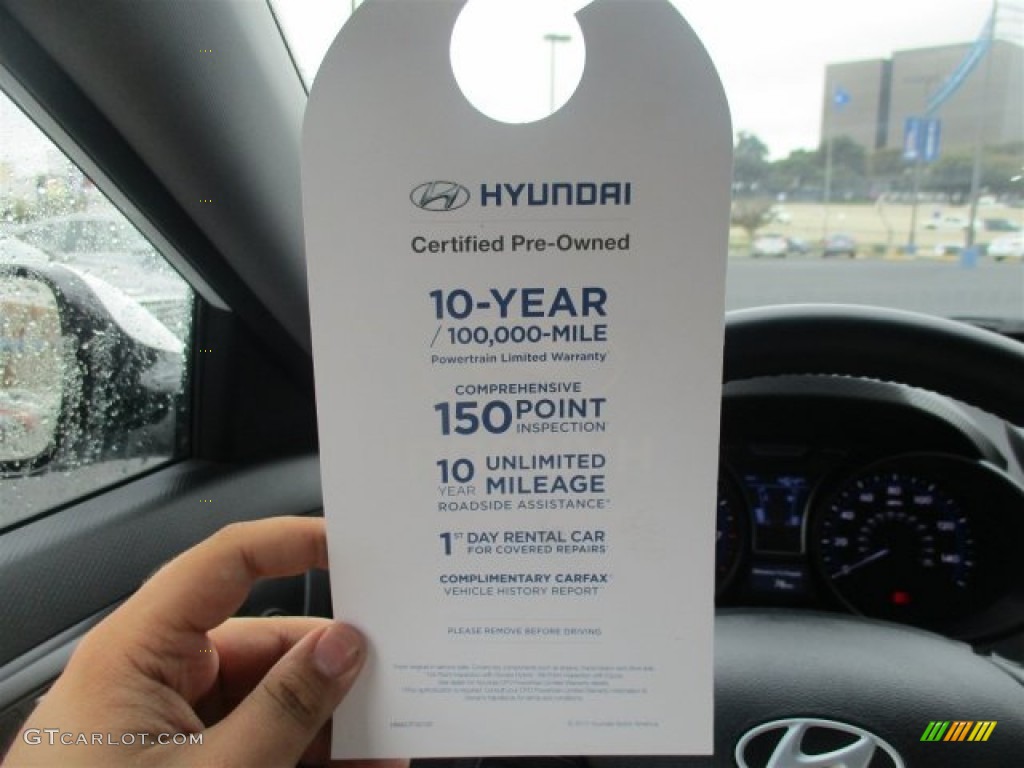 HYUNDAI
Certified Pre-Owned
10-YEAR
/ 100,000-MILE
Powertrain Limited Warranty
COMPREHENSIVE
150 POINT
INSPECTION
10 YEAR UNLIMITED
MILEAGE
ROADSIDE ASSISTANCE*
1ST DAY RENTAL CAR
FOR COVERED REPAIRS
COMPLIMENTARY CARFAX
VEHICLE HISTORY REPORT
PLEASE REMOVE BEFORE DRIVING
GTCARLOT.COM